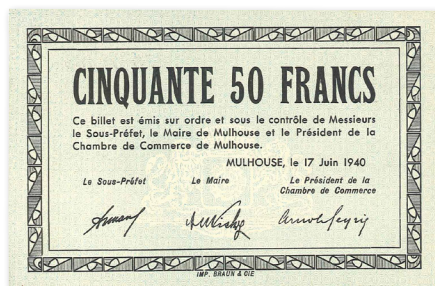 CINQUANTE 50 FRANCS
Ce billet est émis sur ordre et sous le contrôle de Messieurs
le Sous-Préfet, le Maire de Mulhouse et le Président de la
Chambre de Commerce de Mulhouse.
MULHOUSE, le 17 Juin 1940
Le Sous-Préfet Le Maire Le Président de la
Chambre de Commerce
IMP. BRAUN & CIE